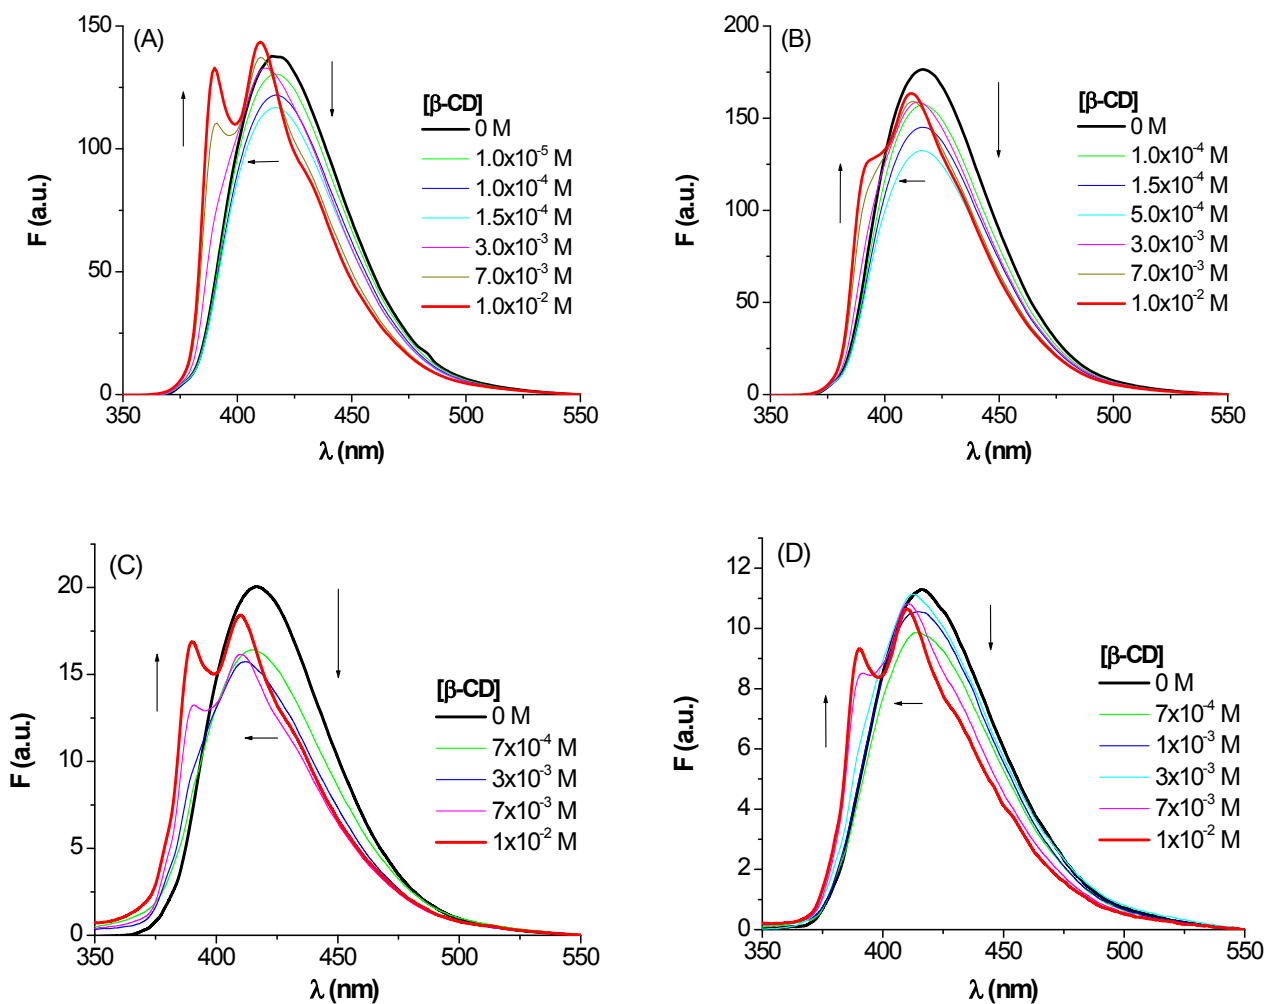 (A)
150
100
50
0
F (a.u.)
350 400 450 500 550
λ (nm)
[β-CD]
0 M
1.0x10⁻⁵ M
1.0x10⁻⁴ M
1.5x10⁻⁴ M
3.0x10⁻³ M
7.0x10⁻³ M
1.0x10⁻² M
(B)
200
150
100
50
0
F (a.u.)
350 400 450 500 550
λ (nm)
[β-CD]
0 M
1.0x10⁻⁴ M
1.5x10⁻⁴ M
5.0x10⁻⁴ M
3.0x10⁻³ M
7.0x10⁻³ M
1.0x10⁻² M
(C)
20
15
10
5
0
F (a.u.)
350 400 450 500 550
λ (nm)
[β-CD]
0 M
7x10⁻⁴ M
3x10⁻³ M
7x10⁻³ M
1x10⁻² M
(D)
12
10
8
6
4
2
0
F (a.u.)
350 400 450 500 550
λ (nm)
[β-CD]
0 M
7x10⁻⁴ M
1x10⁻³ M
3x10⁻³ M
7x10⁻³ M
1x10⁻² M